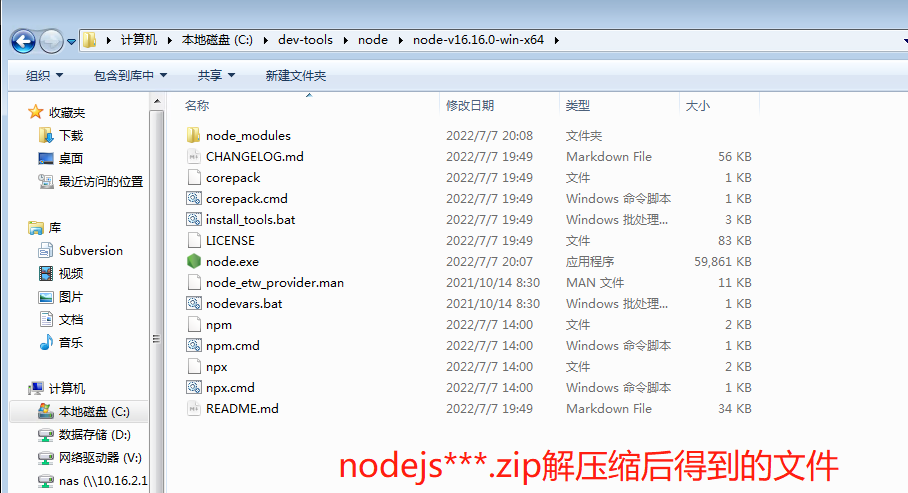 计算机 本地磁盘 (C:) dev-tools node node-v16.16.0-win-x64
组织 包含到库中 共享 新建文件夹
收藏夹
下载
桌面
最近访问的位置
库
Subversion
视频
图片
文档
音乐
计算机
本地磁盘 (C:)
数据存储 (D:)
网络驱动器 (V:)
nas (\\10.16.2.1
名称 修改日期 类型 大小
node_modules 2022/7/7 20:08 文件夹
CHANGELOG.md 2022/7/7 19:49 Markdown File 56 KB
corepack 2022/7/7 19:49 文件 1 KB
corepack.cmd 2022/7/7 19:49 Windows 命令脚本 1 KB
install_tools.bat 2022/7/7 19:49 Windows 批处理... 3 KB
LICENSE 2022/7/7 19:49 文件 83 KB
node.exe 2022/7/7 20:07 应用程序 59,861 KB
node_etw_provider.man 2021/10/14 8:30 MAN 文件 11 KB
nodevars.bat 2021/10/14 8:30 Windows 批处理... 1 KB
npm 2022/7/7 14:00 文件 2 KB
npm.cmd 2022/7/7 14:00 Windows 命令脚本 1 KB
npx 2022/7/7 14:00 文件 2 KB
npx.cmd 2022/7/7 14:00 Windows 命令脚本 1 KB
README.md 2022/7/7 19:49 Markdown File 34 KB
nodejs***.zip解压缩后得到的文件